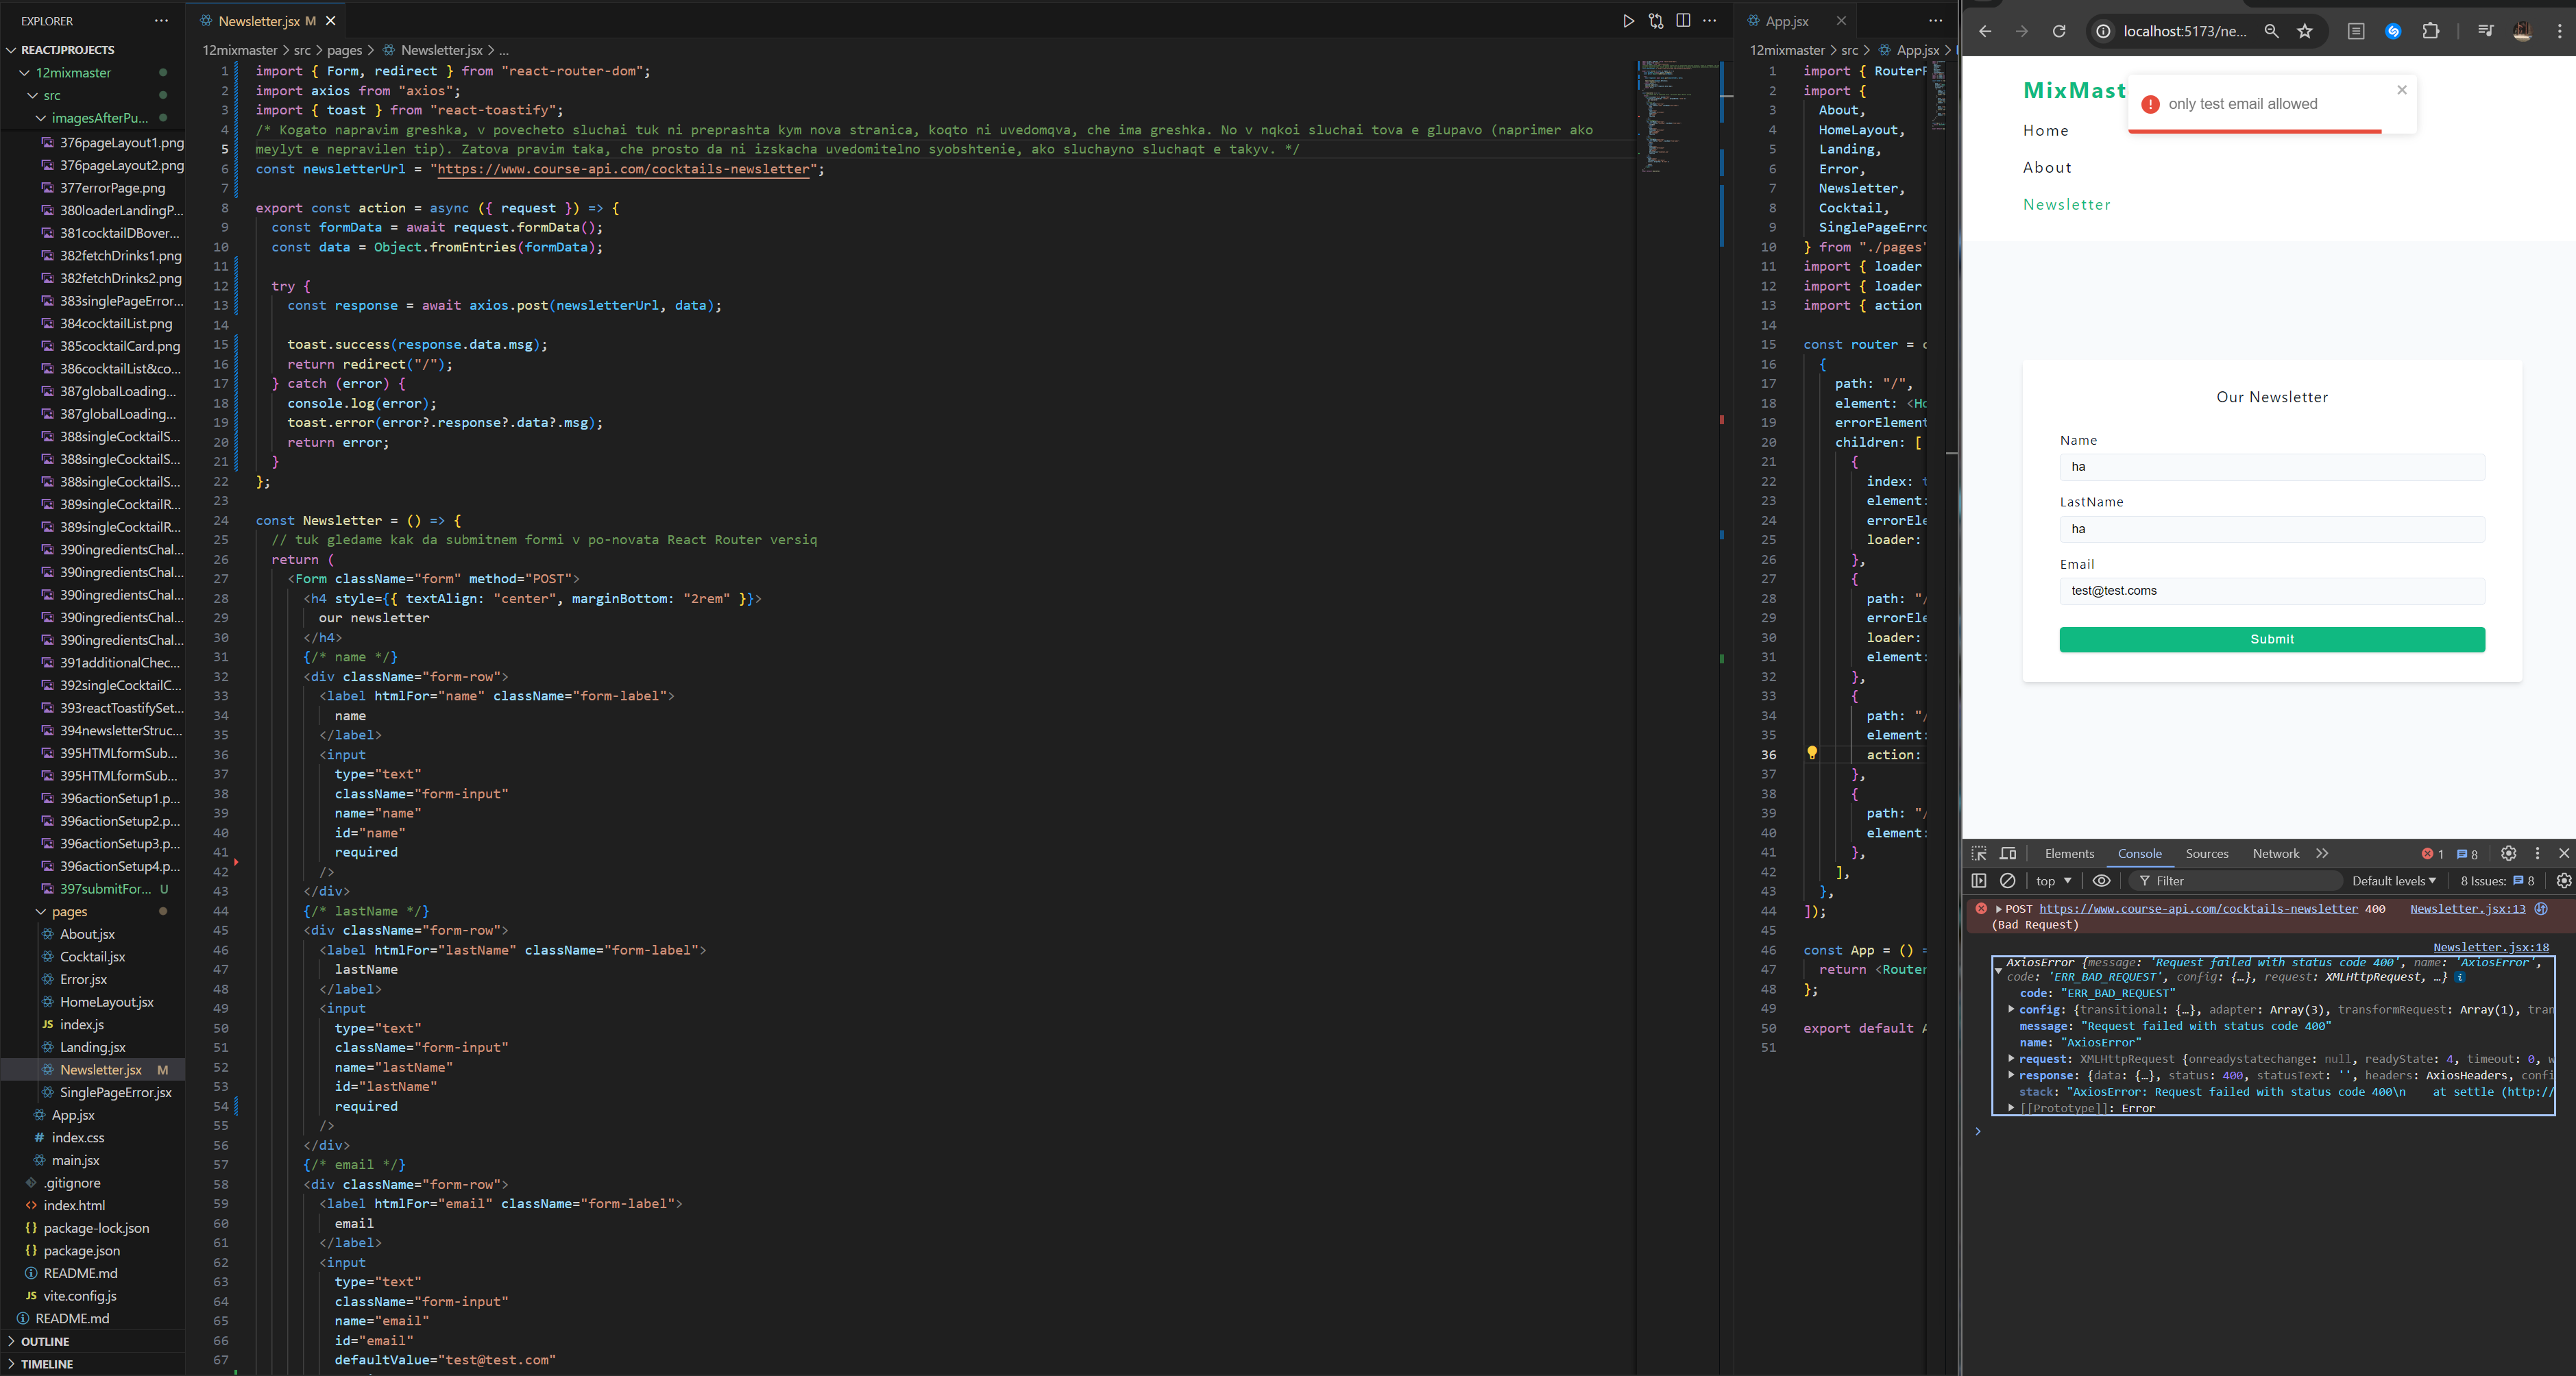 EXPLORER
REACTJPROJECTS
12mixmaster
src
imagesAfterPu...
376pageLayout1.png
376pageLayout2.png
377errorPage.png
380loaderLandingP...
381cocktailDBover...
382fetchDrinks1.png
382fetchDrinks2.png
383singlePageError...
384cocktailList.png
385cocktailCard.png
386cocktailList&co...
387globalLoading...
387globalLoading...
388singleCocktailS...
388singleCocktailS...
388singleCocktailS...
389singleCocktailR...
389singleCocktailR...
390ingredientsChal...
390ingredientsChal...
390ingredientsChal...
390ingredientsChal...
390ingredientsChal...
391additionalChec...
392singleCocktailC...
393reactToastifySet...
394newsletterStruc...
395HTMLformSub...
395HTMLformSub...
396actionSetup1.p...
396actionSetup2.p...
396actionSetup3.p...
396actionSetup4.p...
397submitFor... U
pages
About.jsx
Cocktail.jsx
Error.jsx
HomeLayout.jsx
JS index.js
Landing.jsx
Newsletter.jsx M
SinglePageError.jsx
App.jsx
# index.css
main.jsx
.gitignore
<> index.html
{} package-lock.json
{} package.json
README.md
JS vite.config.js
README.md
OUTLINE
TIMELINE
Newsletter.jsx M
12mixmaster > src > pages > Newsletter.jsx > ...
1 import { Form, redirect } from "react-router-dom";
2 import axios from "axios";
3 import { toast } from "react-toastify";
4 /* Kogato napravim greshka, v povecheto sluchai tuk ni preprashta kym nova stranica, koqto ni uvedomqva, che ima greshka. No v nqkoi sluchai tova e glupavo (naprimer ako
5 meylyt e nepravilen tip). Zatova pravim taka, che prosto da ni izskacha uvedomitelno syobshtenie, ako sluchayno sluchaqt e takyv. */
6 const newsletterUrl = "https://www.course-api.com/cocktails-newsletter";
7
8 export const action = async ({ request }) => {
9 const formData = await request.formData();
10 const data = Object.fromEntries(formData);
11
12 try {
13 const response = await axios.post(newsletterUrl, data);
14
15 toast.success(response.data.msg);
16 return redirect("/");
17 } catch (error) {
18 console.log(error);
19 toast.error(error?.response?.data?.msg);
20 return error;
21 }
22 };
23
24 const Newsletter = () => {
25 // tuk gledame kak da submitnem formi v po-novata React Router versiq
26 return (
27 <Form className="form" method="POST">
28 <h4 style={{ textAlign: "center", marginBottom: "2rem" }}>
29 our newsletter
30 </h4>
31 {/* name */}
32 <div className="form-row">
33 <label htmlFor="name" className="form-label">
34 name
35 </label>
36 <input
37 type="text"
38 className="form-input"
39 name="name"
40 id="name"
41 required
42 />
43 </div>
44 {/* lastName */}
45 <div className="form-row">
46 <label htmlFor="lastName" className="form-label">
47 lastName
48 </label>
49 <input
50 type="text"
51 className="form-input"
52 name="lastName"
53 id="lastName"
54 required
55 />
56 </div>
57 {/* email */}
58 <div className="form-row">
59 <label htmlFor="email" className="form-label">
60 email
61 </label>
62 <input
63 type="text"
64 className="form-input"
65 name="email"
66 id="email"
67 defaultValue="test@test.com"
App.jsx
12mixmaster > src > App.jsx >
1 import { RouterP
2 import {
3 About,
4 HomeLayout,
5 Landing,
6 Error,
7 Newsletter,
8 Cocktail,
9 SinglePageErro
10 } from "./pages"
11 import { loader
12 import { loader
13 import { action
14
15 const router = c
16 {
17 path: "/",
18 element: <Ho
19 errorElement
20 children: [
21 {
22 index: t
23 element:
24 errorEle
25 loader:
26 },
27 {
28 path: "/
29 errorEle
30 loader:
31 element:
32 },
33 {
34 path: "/
35 element:
36 action:
37 },
38 {
39 path: "/
40 element:
41 },
42 ],
43 },
44 ]);
45
46 const App = () =
47 return <Router
48 };
49
50 export default A
51
localhost:5173/ne...
MixMast
only test email allowed
Home
About
Newsletter
Our Newsletter
Name
ha
LastName
ha
Email
test@test.coms
Submit
Elements Console Sources Network 1 8
top Filter Default levels 8 Issues: 8
POST https://www.course-api.com/cocktails-newsletter 400 Newsletter.jsx:13
(Bad Request)
Newsletter.jsx:18
AxiosError {message: 'Request failed with status code 400', name: 'AxiosError',
code: 'ERR_BAD_REQUEST', config: {…}, request: XMLHttpRequest, …}
code: "ERR_BAD_REQUEST"
config: {transitional: {…}, adapter: Array(3), transformRequest: Array(1), tran
message: "Request failed with status code 400"
name: "AxiosError"
request: XMLHttpRequest {onreadystatechange: null, readyState: 4, timeout: 0, w
response: {data: {…}, status: 400, statusText: '', headers: AxiosHeaders, confi
stack: "AxiosError: Request failed with status code 400\n at settle (http://
[[Prototype]]: Error